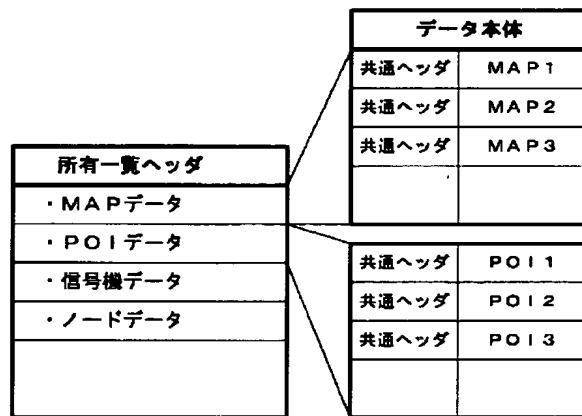 データ本体
共通ヘッダ MAP1
共通ヘッダ MAP2
共通ヘッダ MAP3
所有一覧ヘッダ
・MAPデータ
・POIデータ
・信号機データ
・ノードデータ
共通ヘッダ POI1
共通ヘッダ POI2
共通ヘッダ POI3